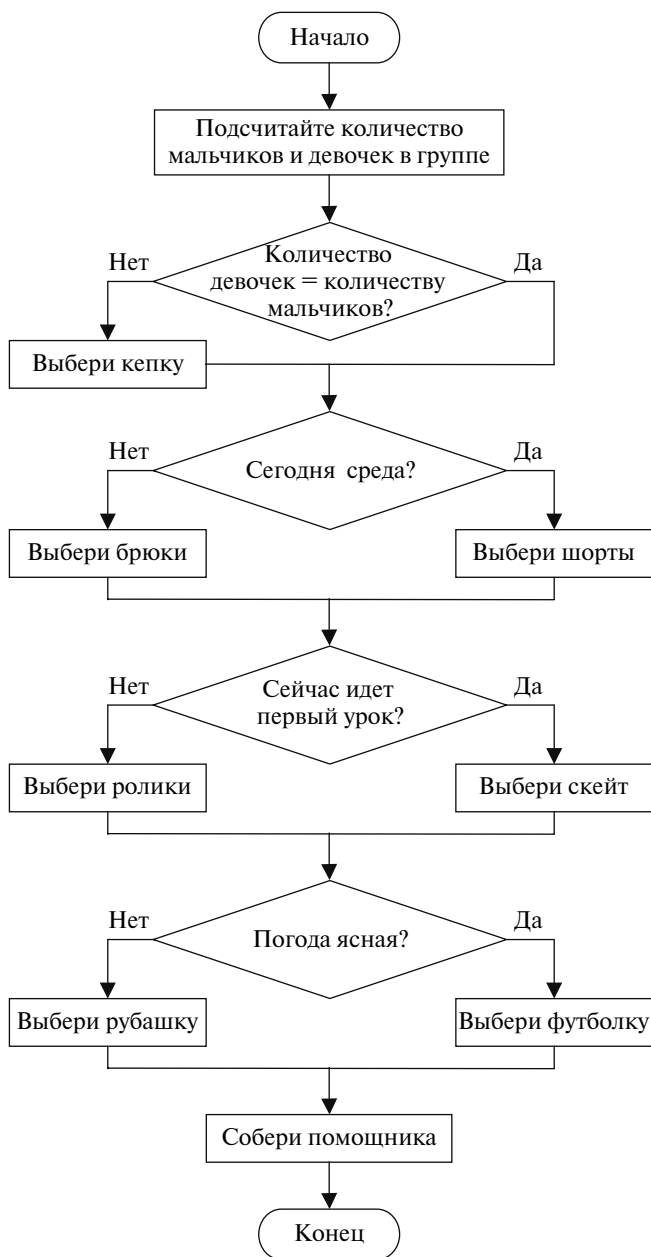 Начало
Подсчитайте количество
мальчиков и девочек в группе
Количество
девочек = количеству
мальчиков?
Нет
Да
Выбери кепку
Сегодня среда?
Нет
Да
Выбери брюки
Выбери шорты
Сейчас идет
первый урок?
Нет
Да
Выбери ролики
Выбери скейт
Погода ясная?
Нет
Да
Выбери рубашку
Выбери футболку
Собери помощника
Конец